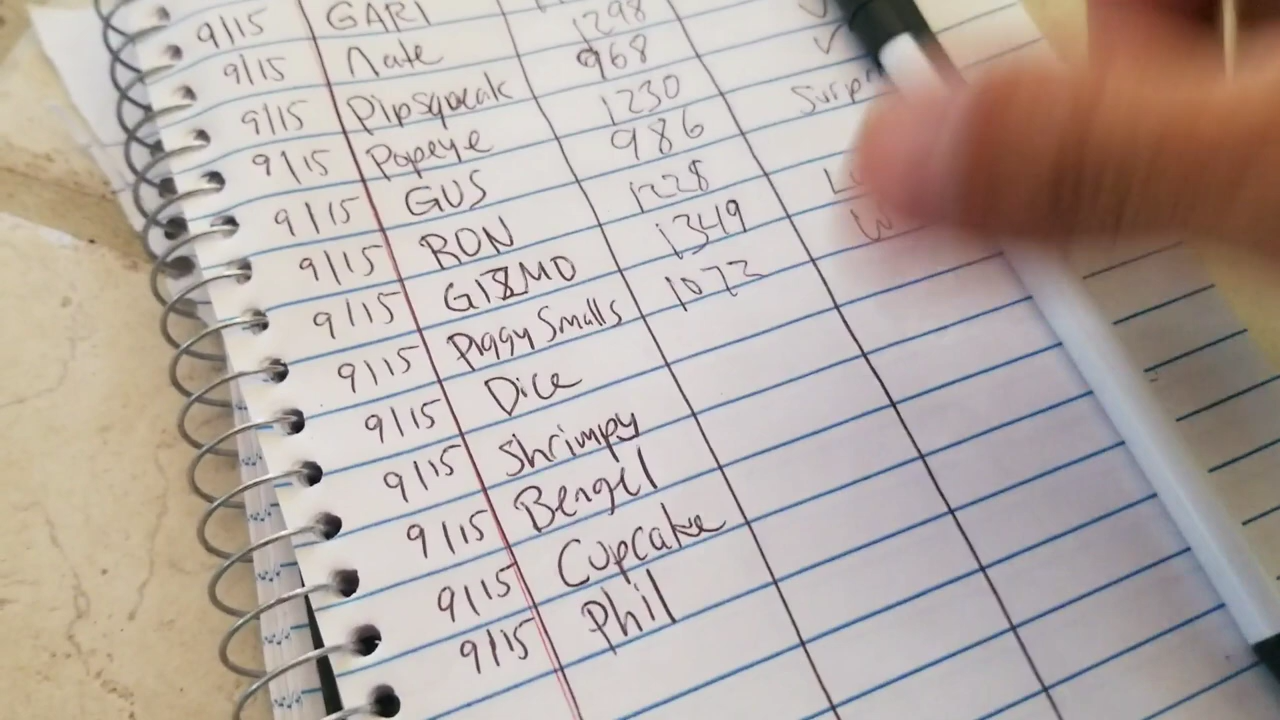 9/15 GARI
9/15 Nate 1298
9/15 Pipsqueak 968 ✓
9/15 Popeye 1230 ✓
9/15 GUS 986
9/15 RON 1228
9/15 GIZMO 1349
9/15 Piggy Smalls 1072
9/15 Dice
9/15 Shrimpy
9/15 Bengel
9/15 Cupcake
9/15 Phil